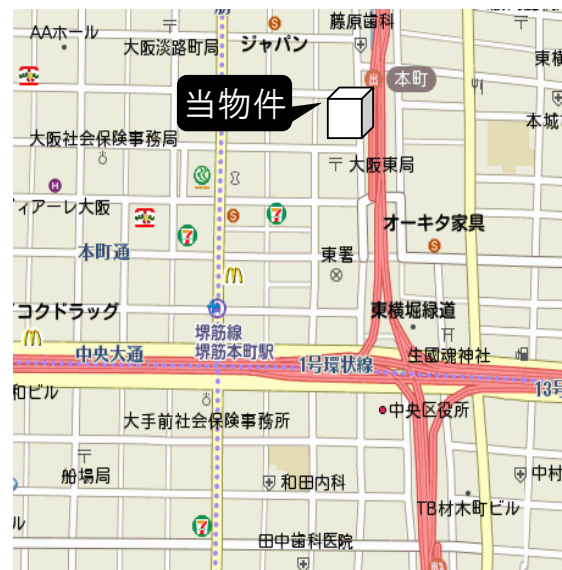 藤原歯科
AAホール
大阪淡路町局
ジャパン
出
本町
当物件
大阪社会保険事務局
大阪東局
ィアーレ大阪
オーキタ家具
本町通
東署
コクドラッグ
東横堀緑道
堺筋線
堺筋本町駅
中央大通
1号環状線
生國魂神社
13号
和ビル
大手前社会保険事務所
中央区役所
船場局
和田内科
中村
TB材木町ビル
ル
田中歯科医院
東横
本城
S
S
S
H
7
7
7